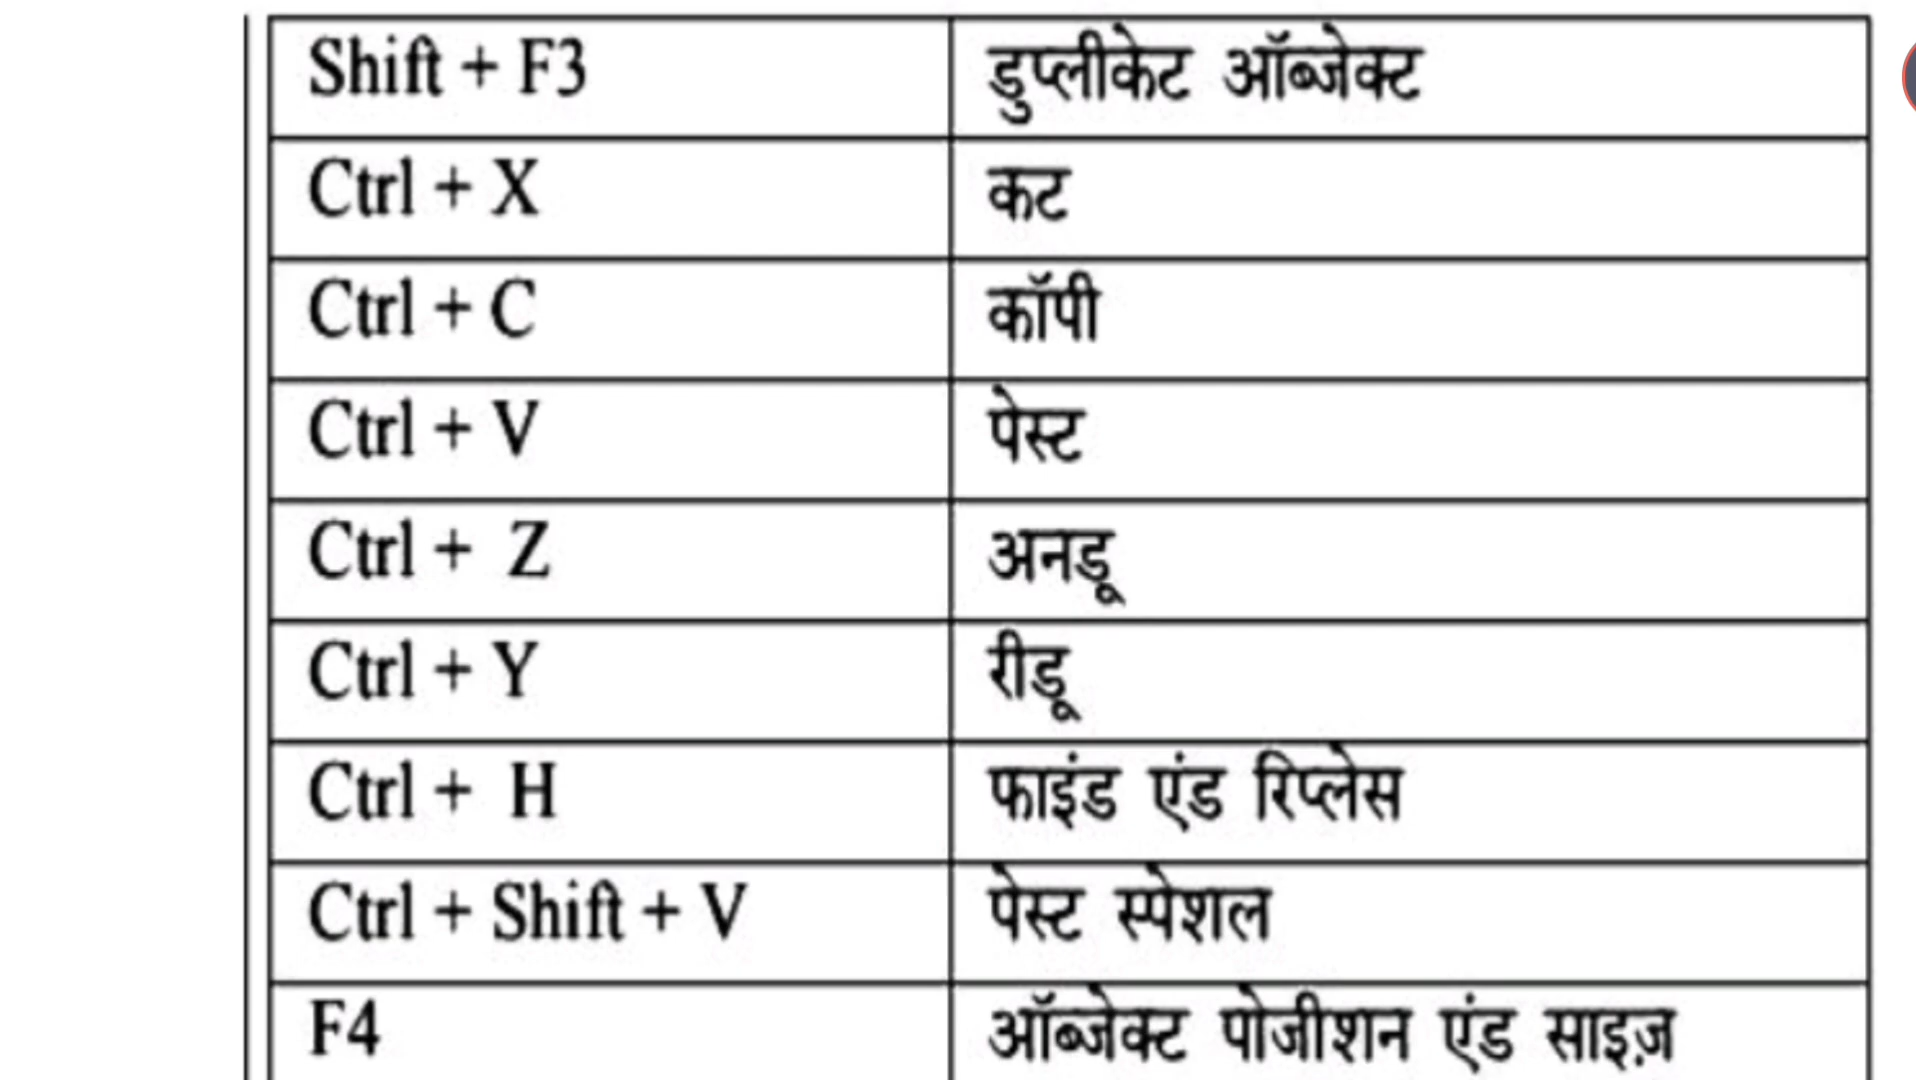 Shift + F3 डुप्लीकेट ऑब्जेक्ट
Ctrl + X कट
Ctrl + C कॉपी
Ctrl + V पेस्ट
Ctrl + Z अनडू
Ctrl + Y रीडू
Ctrl + H फाइंड एंड रिप्लेस
Ctrl + Shift + V पेस्ट स्पेशल
F4 ऑब्जेक्ट पोजीशन एंड साइज़